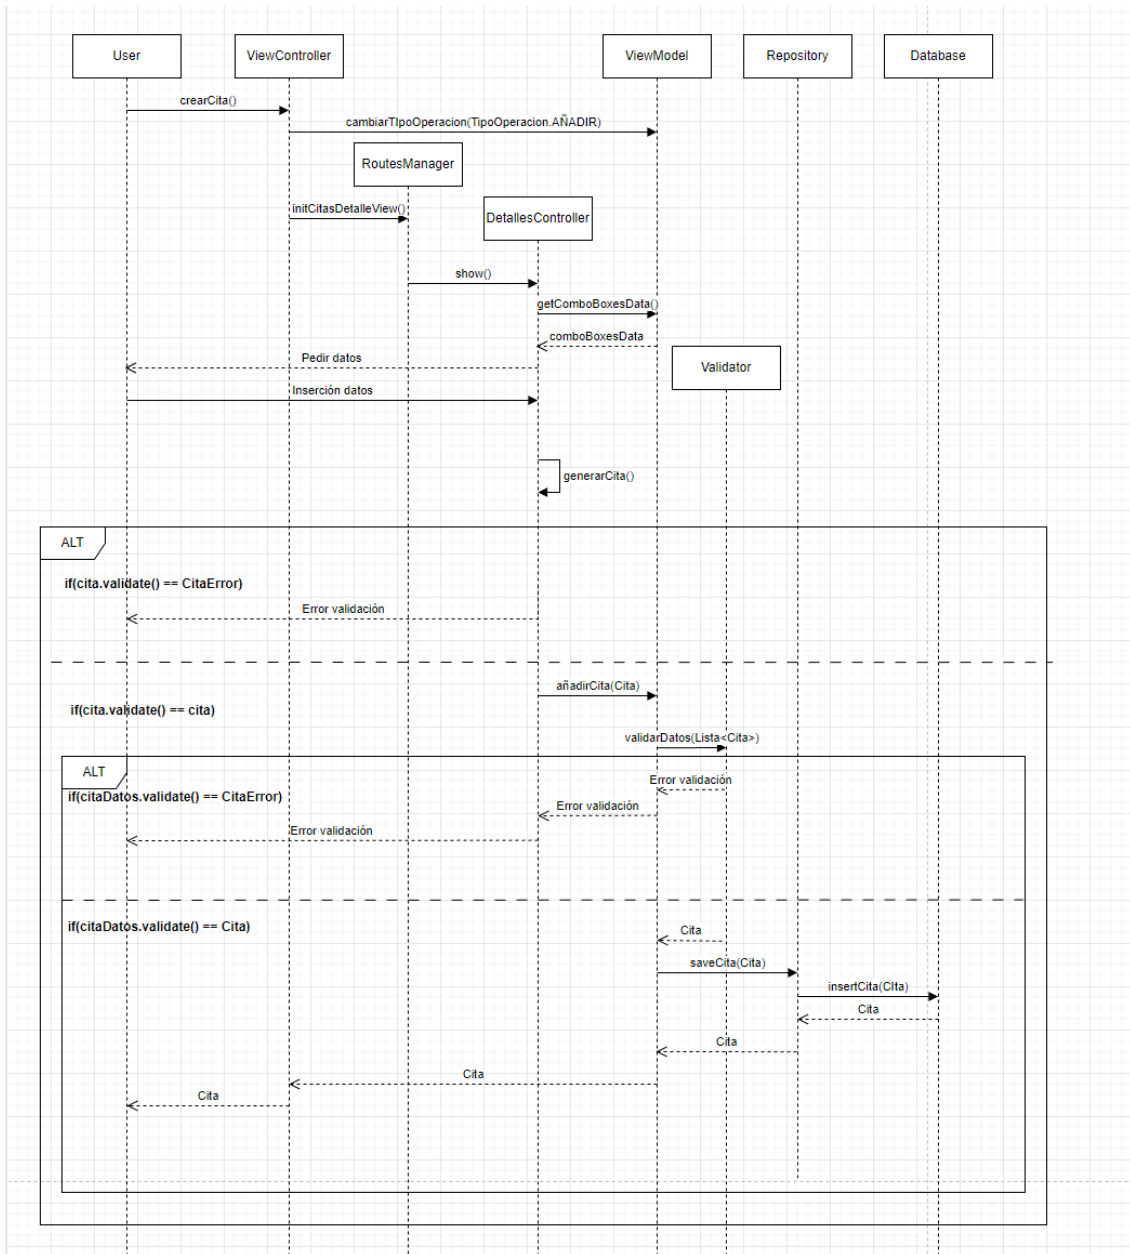 User
ViewController
ViewModel
Repository
Database
crearCita()
cambiarTIpoOperacion(TipoOperacion.AÑADIR)
RoutesManager
initCitasDetalleView()
DetallesController
show()
getComboBoxesData()
comboBoxesData
Pedir datos
Validator
Inserción datos
generarCita()
ALT
if(cita.validate() == CitaError)
Error validación
añadirCita(Cita)
if(cita.validate() == cita)
validarDatos(Lista<Cita>)
ALT
Error validación
if(citaDatos.validate() == CitaError)
Error validación
Error validación
if(citaDatos.validate() == Cita)
Cita
saveCita(Cita)
insertCita(CIta)
Cita
Cita
Cita
Cita